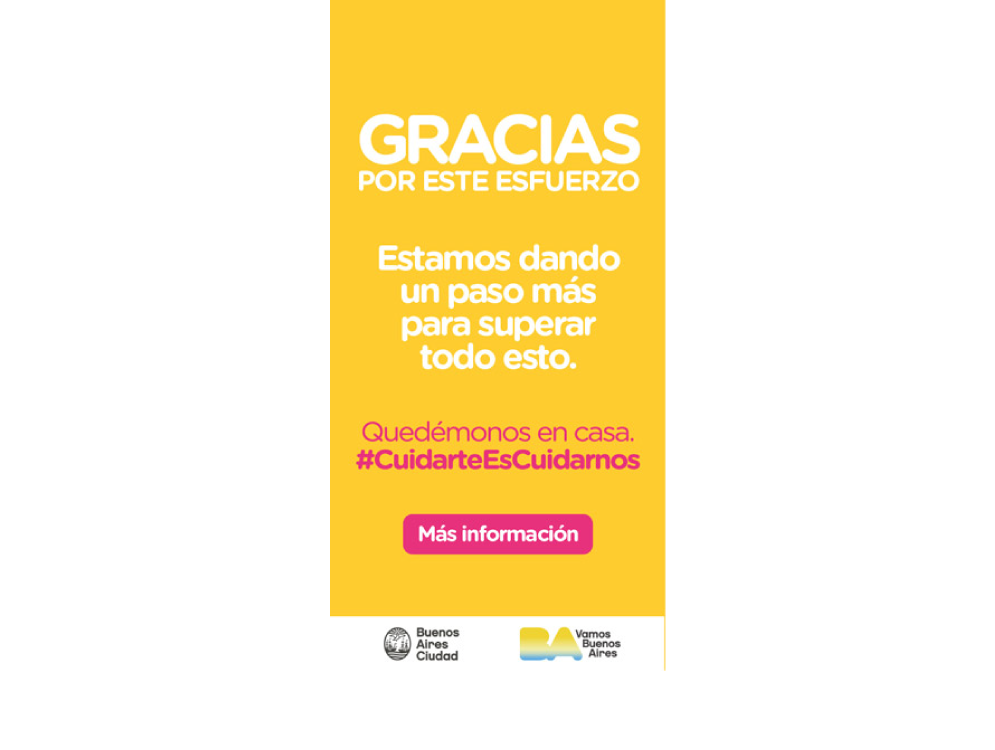 GRACIAS
POR ESTE ESFUERZO
Estamos dando
un paso más
para superar
todo esto.
Quedémonos en casa.
#CuidarteEsCuidarnos
Más información
Buenos
Aires
Ciudad
BA
Vamos
Buenos
Aires